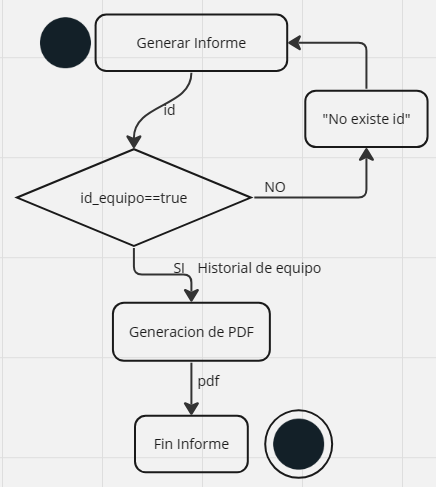 Generar Informe
id
"No existe id"
id_equipo==true
NO
SI Historial de equipo
Generacion de PDF
pdf
Fin Informe